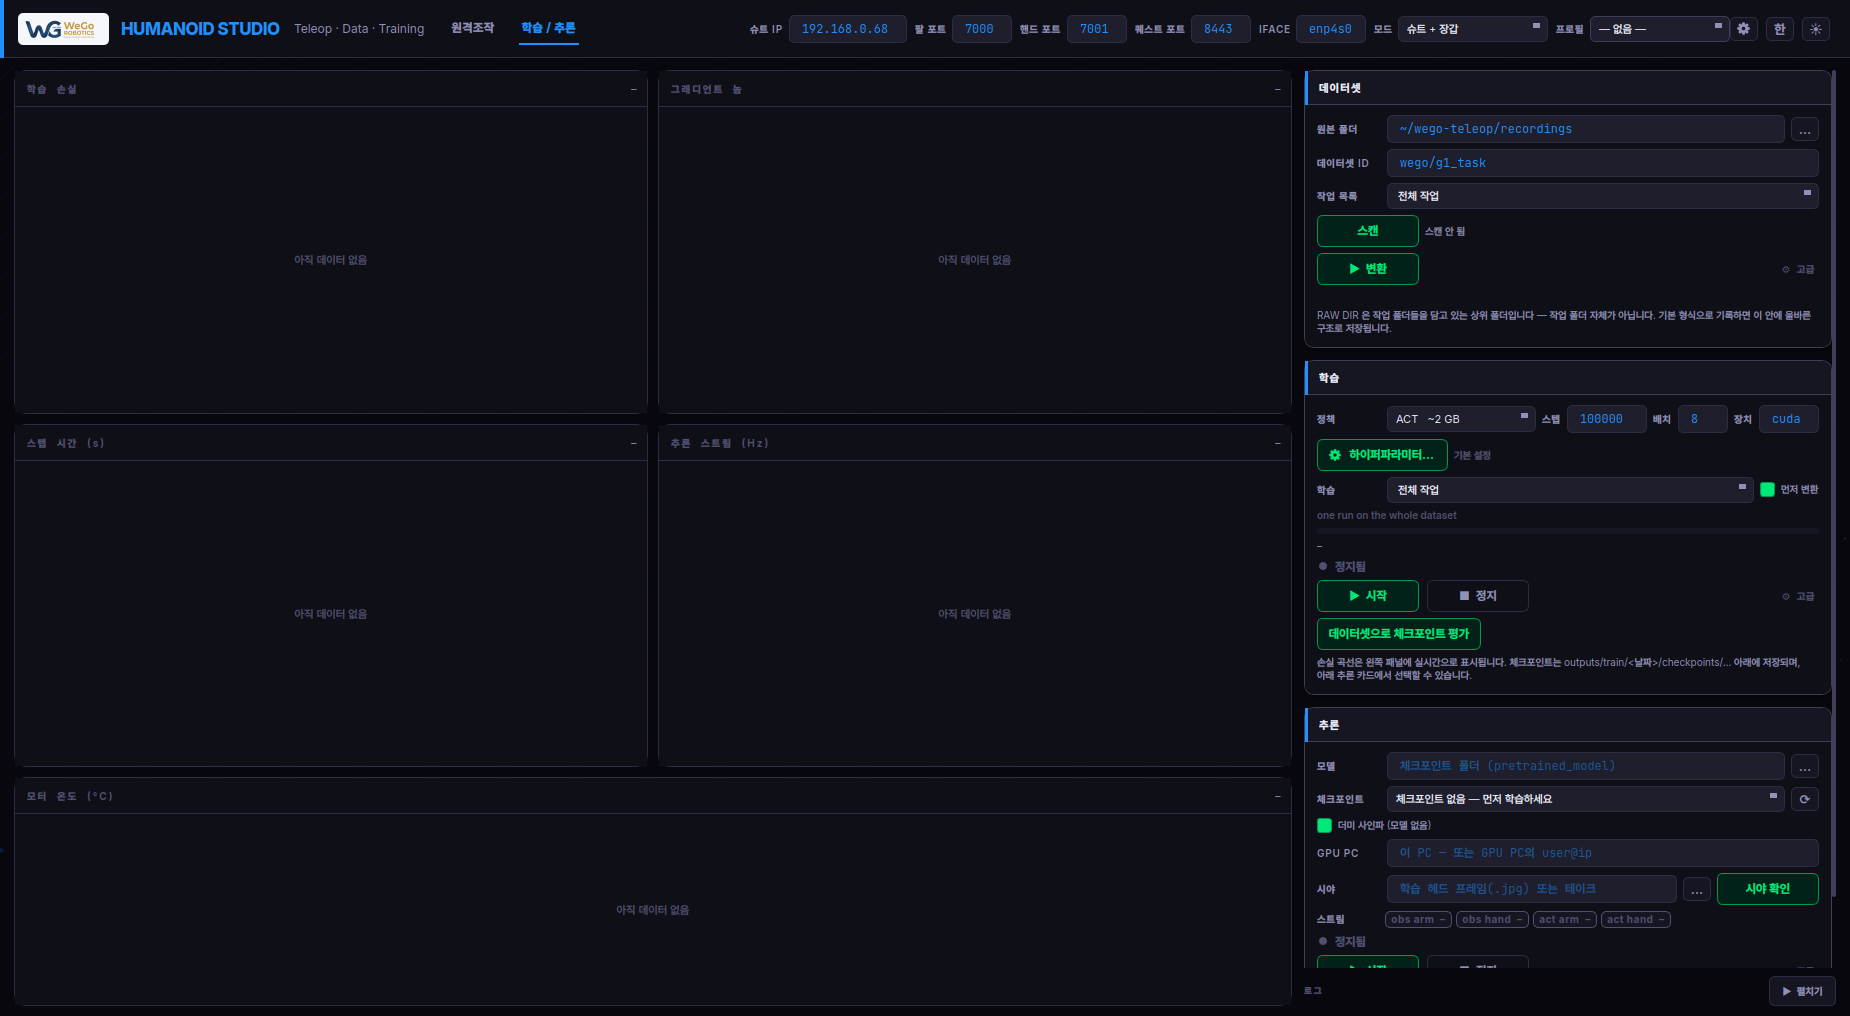 WG WeGo ROBOTICS
HUMANOID STUDIO
Teleop · Data · Training
원격조작
학습 / 추론
슈트 IP 192.168.0.68
팔 포트 7000
핸드 포트 7001
퀘스트 포트 8443
IFACE enp4s0
모드 슈트 + 장갑
프로필 — 없음 —
한
학습 손실 –
아직 데이터 없음
그래디언트 놈 –
아직 데이터 없음
스텝 시간 (s) –
아직 데이터 없음
추론 스트림 (Hz) –
아직 데이터 없음
모터 온도 (°C) –
아직 데이터 없음
데이터셋
원본 폴더 ~/wego-teleop/recordings ...
데이터셋 ID wego/g1_task
작업 목록 전체 작업
스캔 스캔 안 됨
▶ 변환 ⚙ 고급
RAW DIR 은 작업 폴더들을 담고 있는 상위 폴더입니다 — 작업 폴더 자체가 아닙니다. 기본 형식으로 기록하면 이 안에 올바른
구조로 저장됩니다.
학습
정책 ACT ~2 GB 스텝 100000 배치 8 장치 cuda
⚙ 하이퍼파라미터... 기본 설정
학습 전체 작업 먼저 변환
one run on the whole dataset
–
● 정지됨
▶ 시작 ■ 정지 ⚙ 고급
데이터셋으로 체크포인트 평가
손실 곡선은 왼쪽 패널에 실시간으로 표시됩니다. 체크포인트는 outputs/train/<날짜>/checkpoints/... 아래에 저장되며,
아래 추론 카드에서 선택할 수 있습니다.
추론
모델 체크포인트 폴더 (pretrained_model) ...
체크포인트 체크포인트 없음 — 먼저 학습하세요 ⟳
더미 사인파 (모델 없음)
GPU PC 이 PC — 또는 GPU PC의 user@ip
시야 학습 헤드 프레임(.jpg) 또는 테이크 ... 시야 확인
스트림 obs arm – obs hand – act arm – act hand –
● 정지됨
로그 ▶ 펼치기